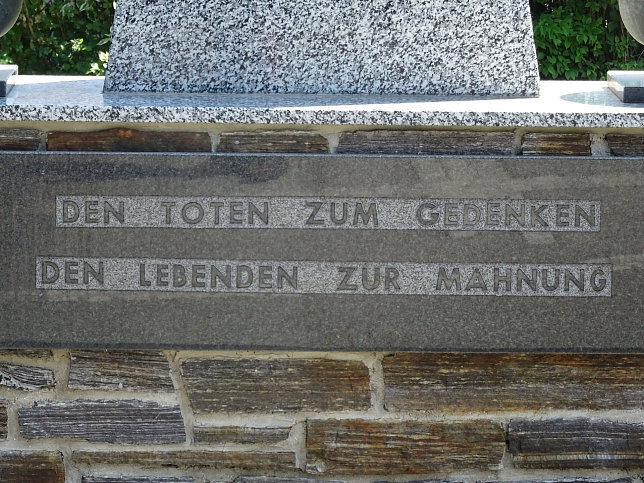 DEN TOTEN ZUM GEDENKEN
DEN LEBENDEN ZUR MAHNUNG